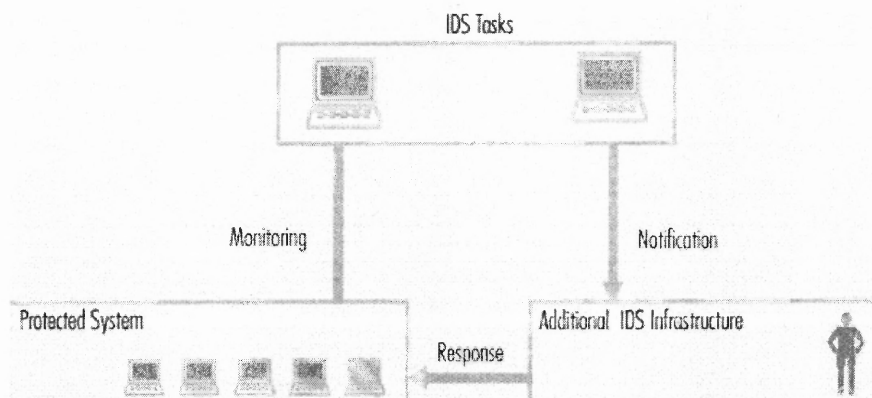 IDS Tasks
Monitoring
Notification
Protected System
Additional IDS Infrastructure
Response